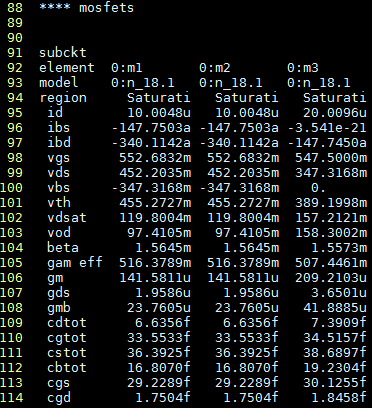 88 **** mosfets
89
90
91 subckt
92 element 0:m1 0:m2 0:m3
93 model 0:n_18.1 0:n_18.1 0:n_18.1
94 region Saturati Saturati Saturati
95 id 10.0048u 10.0048u 20.0096u
96 ibs -147.7503a -147.7503a -3.541e-21
97 ibd -340.1142a -340.1142a -147.7450a
98 vgs 552.6832m 552.6832m 547.5000m
99 vds 452.2035m 452.2035m 347.3168m
100 vbs -347.3168m -347.3168m 0.
101 vth 455.2727m 455.2727m 389.1998m
102 vdsat 119.8004m 119.8004m 157.2121m
103 vod 97.4105m 97.4105m 158.3002m
104 beta 1.5645m 1.5645m 1.5573m
105 gam eff 516.3789m 516.3789m 507.4461m
106 gm 141.5811u 141.5811u 209.2103u
107 gds 1.9586u 1.9586u 3.6501u
108 gmb 23.7605u 23.7605u 41.8885u
109 cdtot 6.6356f 6.6356f 7.3909f
110 cgtot 33.5533f 33.5533f 34.5157f
111 cstot 36.3925f 36.3925f 38.6897f
112 cbtot 16.8070f 16.8070f 19.2304f
113 cgs 29.2289f 29.2289f 30.1255f
114 cgd 1.7504f 1.7504f 1.8458f